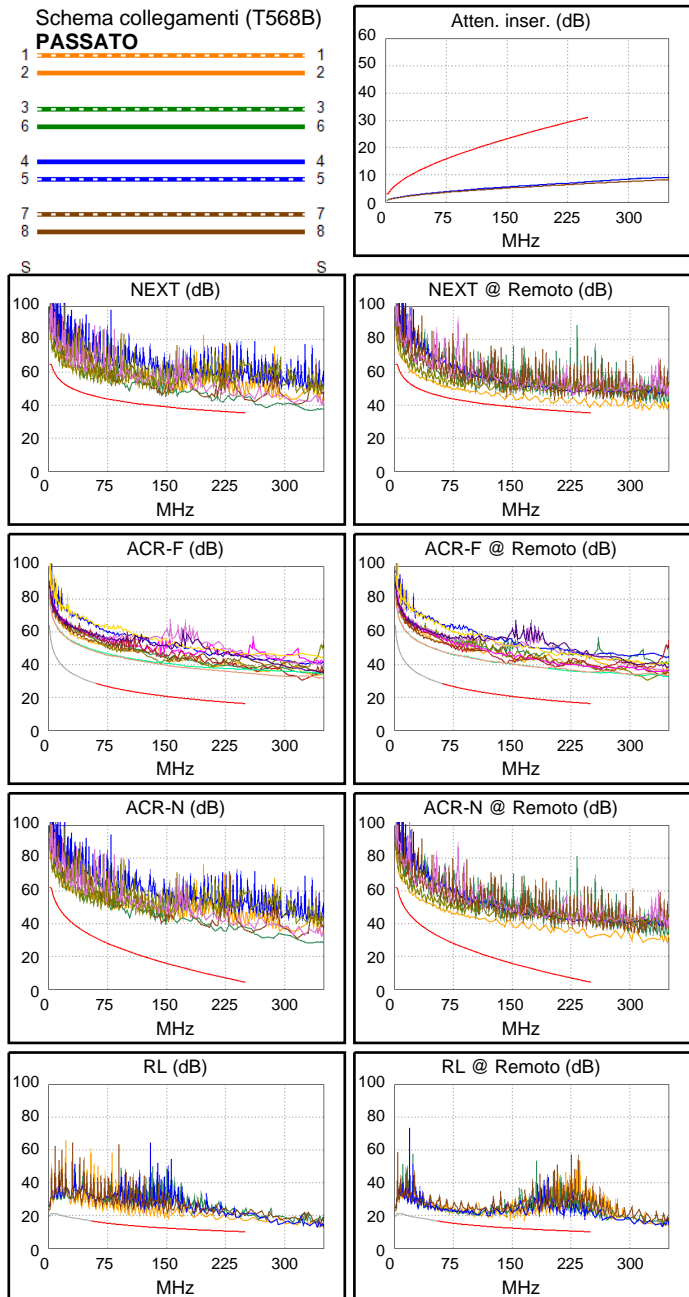 Schema collegamenti (T568B)
PASSATO
1 1
2 2
3 3
6 6
4 4
5 5
7 7
8 8
S S
Atten. inser. (dB)
60
50
40
30
20
10
0
0 75 150 225 300
MHz
NEXT (dB)
100
80
60
40
20
0
0 75 150 225 300
MHz
NEXT @ Remoto (dB)
100
80
60
40
20
0
0 75 150 225 300
MHz
ACR-F (dB)
100
80
60
40
20
0
0 75 150 225 300
MHz
ACR-F @ Remoto (dB)
100
80
60
40
20
0
0 75 150 225 300
MHz
ACR-N (dB)
100
80
60
40
20
0
0 75 150 225 300
MHz
ACR-N @ Remoto (dB)
100
80
60
40
20
0
0 75 150 225 300
MHz
RL (dB)
100
80
60
40
20
0
0 75 150 225 300
MHz
RL @ Remoto (dB)
100
80
60
40
20
0
0 75 150 225 300
MHz